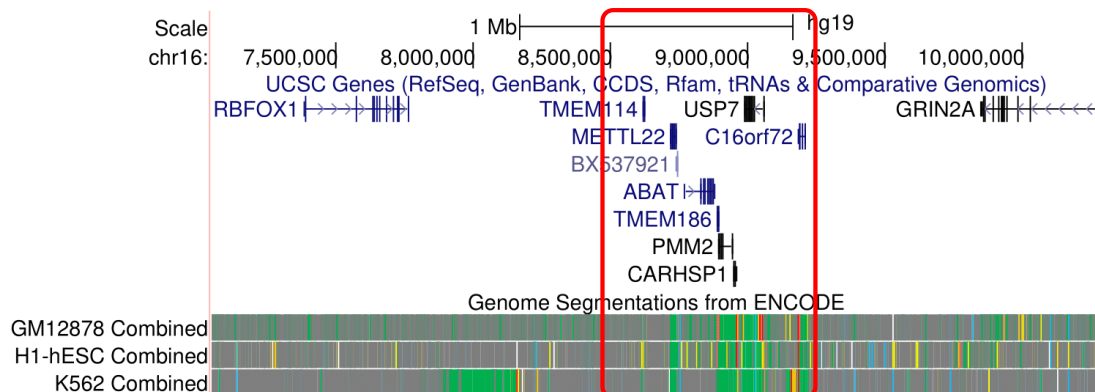 Scale 1 Mb hg19
chr16: 7,500,000 8,000,000 8,500,000 9,000,000 9,500,000 10,000,000
UCSC Genes (RefSeq, GenBank, CCDS, Rfam, tRNAs & Comparative Genomics)
RBFOX1 TMEM114 USP7 GRIN2A
METTL22 C16orf72
BX537921
ABAT
TMEM186
PMM2
CARHSP1
Genome Segmentations from ENCODE
GM12878 Combined
H1-hESC Combined
K562 Combined